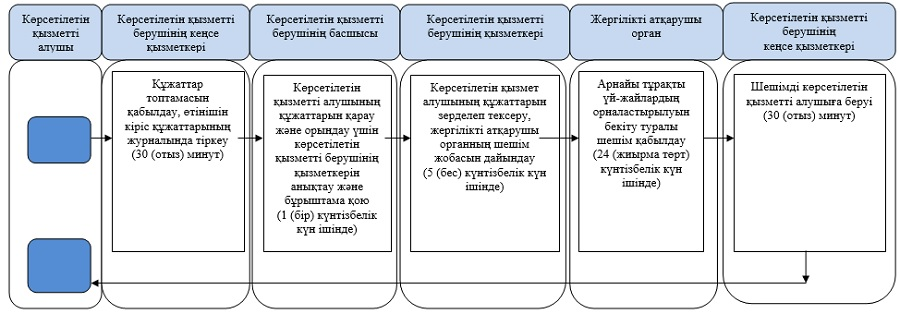 Көрсетілетін
қызметті
алушы
Көрсетілетін қызметті
берушінің кеңсе
қызметкері
Көрсетілетін қызметті
берушінің басшысы
Көрсетілетін қызметті
берушінің қызметкері
Жергілікті атқарушы
орган
Көрсетілетін қызметті
берушінің
кеңсе қызметкері
Құжаттар
топтамасын
қабылдау, өтінішін
кіріс құжаттарының
журналында тіркеу
(30 (отыз) минут)
Көрсетілетін
қызметті алушының
құжаттарын қарау
және орындау үшін
көрсетілетін
қызметті берушінің
қызметкерін
анықтау және
бұрыштама қою
(1 (бір) күнтізбелік
күн ішінде)
Көрсетілетін қызмет
алушының құжаттарын
зерделеп тексеру,
жергілікті атқарушы
органның шешім
жобасын дайындау
(5 (бес) күнтізбелік күн
ішінде)
Арнайы тұрақты
үй-жайлардың
орналастырылуын
бекіту туралы
шешім қабылдау
(24 (жиырма төрт)
күнтізбелік күн
ішінде)
Шешімді көрсетілетін
қызметті алушыға беруі
(30 (отыз) минут)